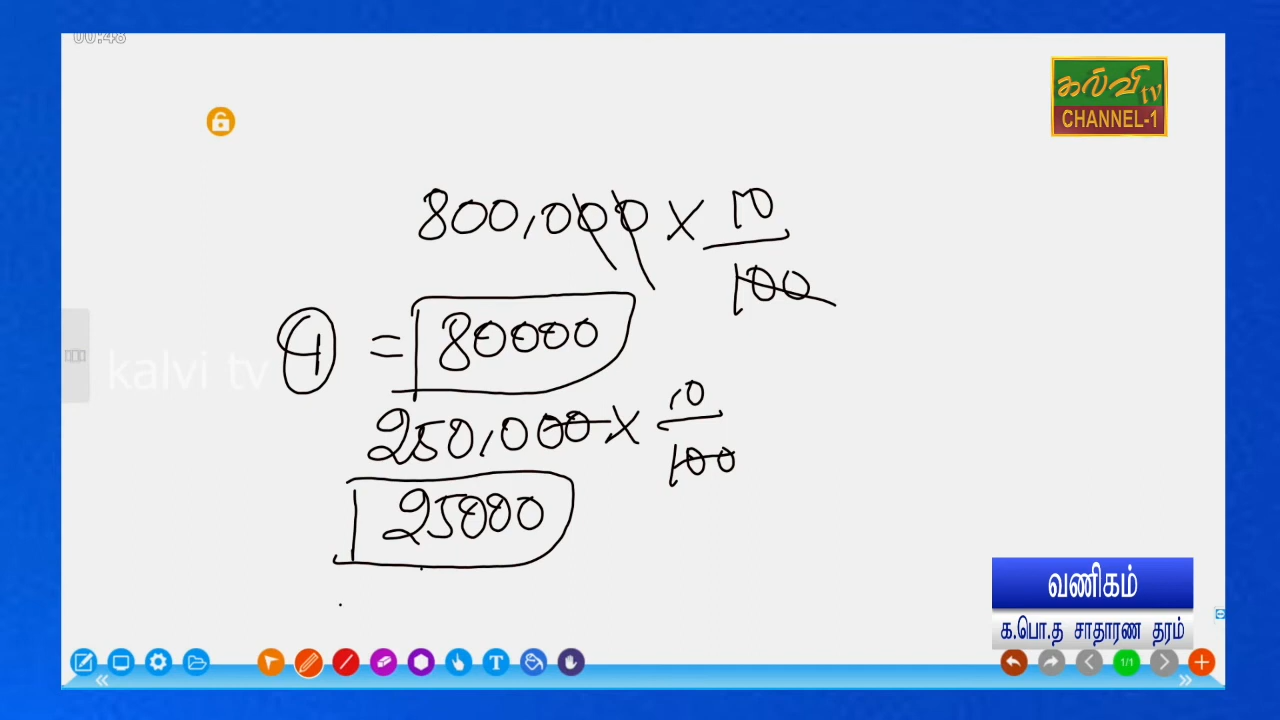 00:48
கல்வி tv
CHANNEL-1
800,000 × 10/100
4 = 80000
kalvi tv
250,000 × 10/100
25000
வணிகம்
க.பொ.த சாதாரண தரம்
T
1/1